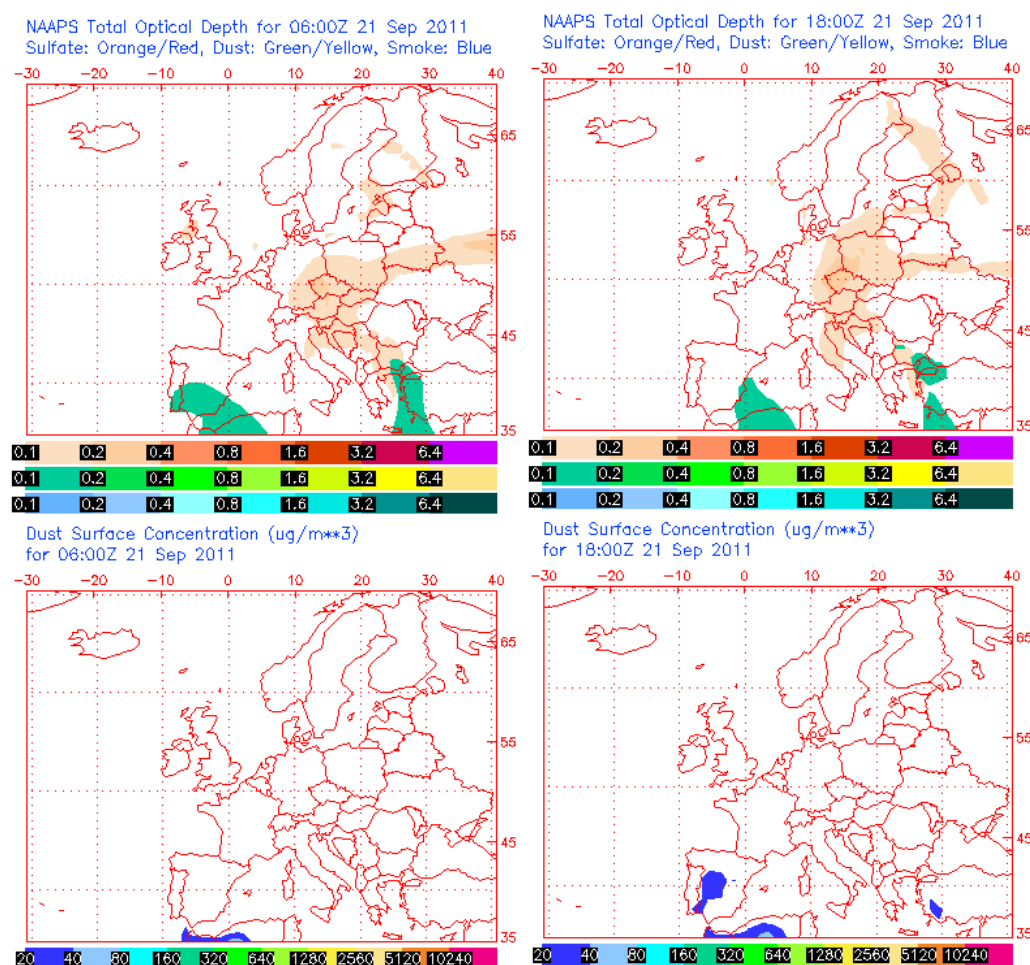 NAAPS Total Optical Depth for 06:00Z 21 Sep 2011
Sulfate: Orange/Red, Dust: Green/Yellow, Smoke: Blue
-30 -20 -10 0 10 20 30 40
65
55
45
35
0.1 0.2 0.4 0.8 1.6 3.2 6.4
0.1 0.2 0.4 0.8 1.6 3.2 6.4
0.1 0.2 0.4 0.8 1.6 3.2 6.4
NAAPS Total Optical Depth for 18:00Z 21 Sep 2011
Sulfate: Orange/Red, Dust: Green/Yellow, Smoke: Blue
-30 -20 -10 0 10 20 30 40
65
55
45
35
0.1 0.2 0.4 0.8 1.6 3.2 6.4
0.1 0.2 0.4 0.8 1.6 3.2 6.4
0.1 0.2 0.4 0.8 1.6 3.2 6.4
Dust Surface Concentration (ug/m**3)
for 06:00Z 21 Sep 2011
-30 -20 -10 0 10 20 30 40
65
55
45
35
20 40 80 160 320 640 1280 2560 5120 10240
Dust Surface Concentration (ug/m**3)
for 18:00Z 21 Sep 2011
-30 -20 -10 0 10 20 30 40
65
55
45
35
20 40 80 160 320 640 1280 2560 5120 10240